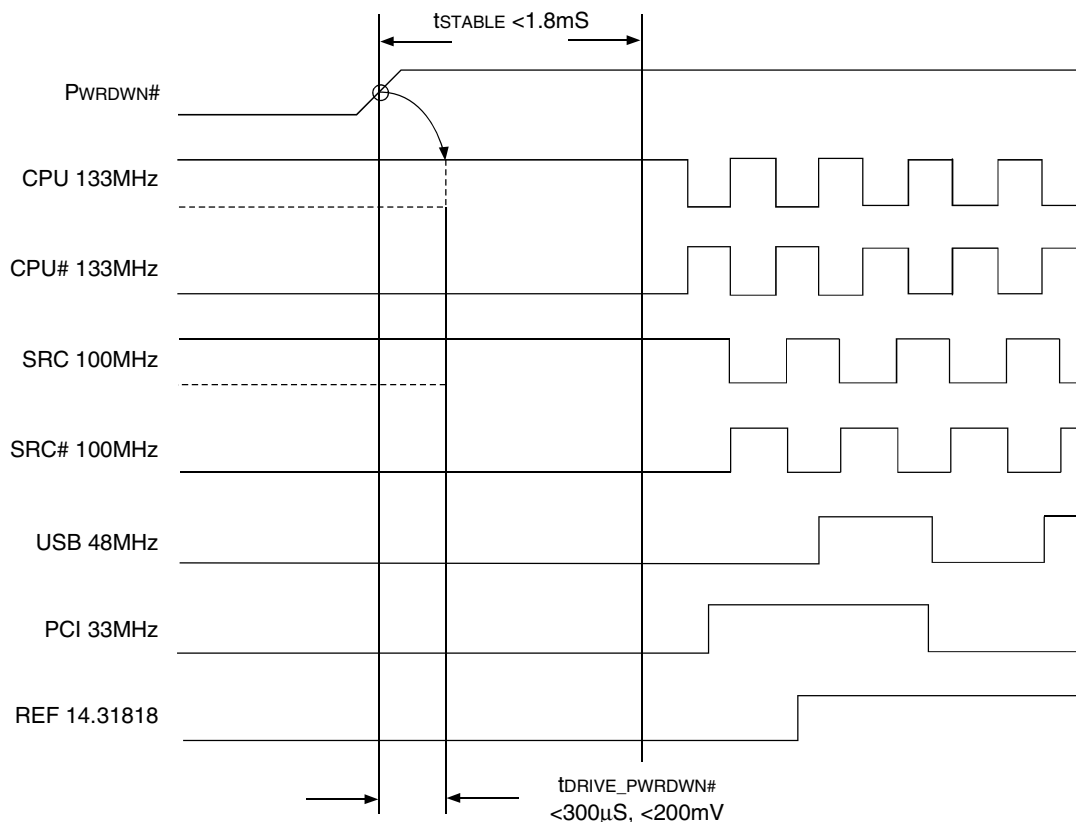 tSTABLE <1.8mS
PWRDWN#
CPU 133MHz
CPU# 133MHz
SRC 100MHz
SRC# 100MHz
USB 48MHz
PCI 33MHz
REF 14.31818
tDRIVE_PWRDWN#
<300µS, <200mV